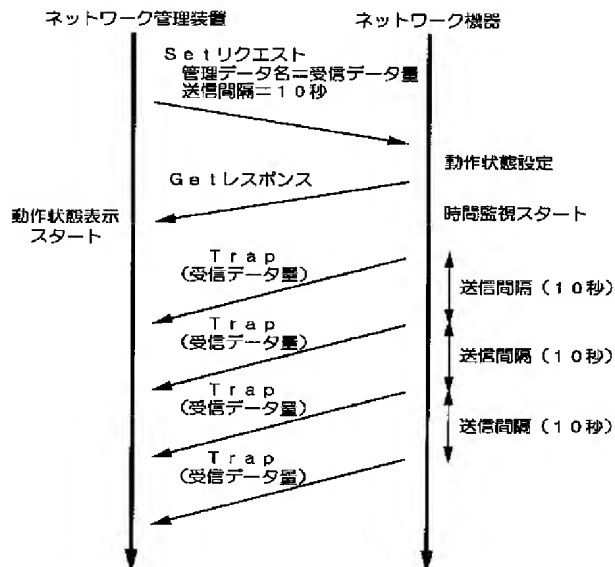 ネットワーク管理装置
ネットワーク機器
Setリクエスト
管理データ名=受信データ量
送信間隔=10秒
動作状態設定
Getレスポンス
動作状態表示
スタート
時間監視スタート
Trap
(受信データ量)
送信間隔(10秒)
Trap
(受信データ量)
送信間隔(10秒)
Trap
(受信データ量)
送信間隔(10秒)
Trap
(受信データ量)